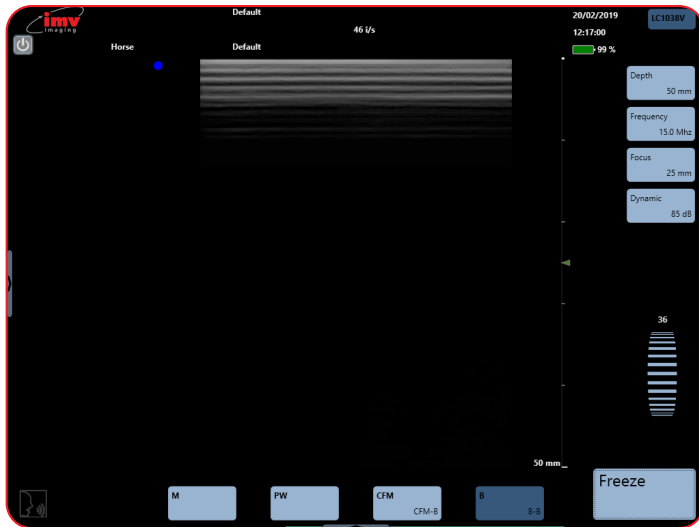 imv
imaging
Default
46 i/s
20/02/2019
12:17:00
99 %
LC1038V
Horse
Default
Depth
50 mm
Frequency
15.0 Mhz
Focus
25 mm
Dynamic
85 dB
36
50 mm
M
PW
CFM
CFM-B
B
B-B
Freeze